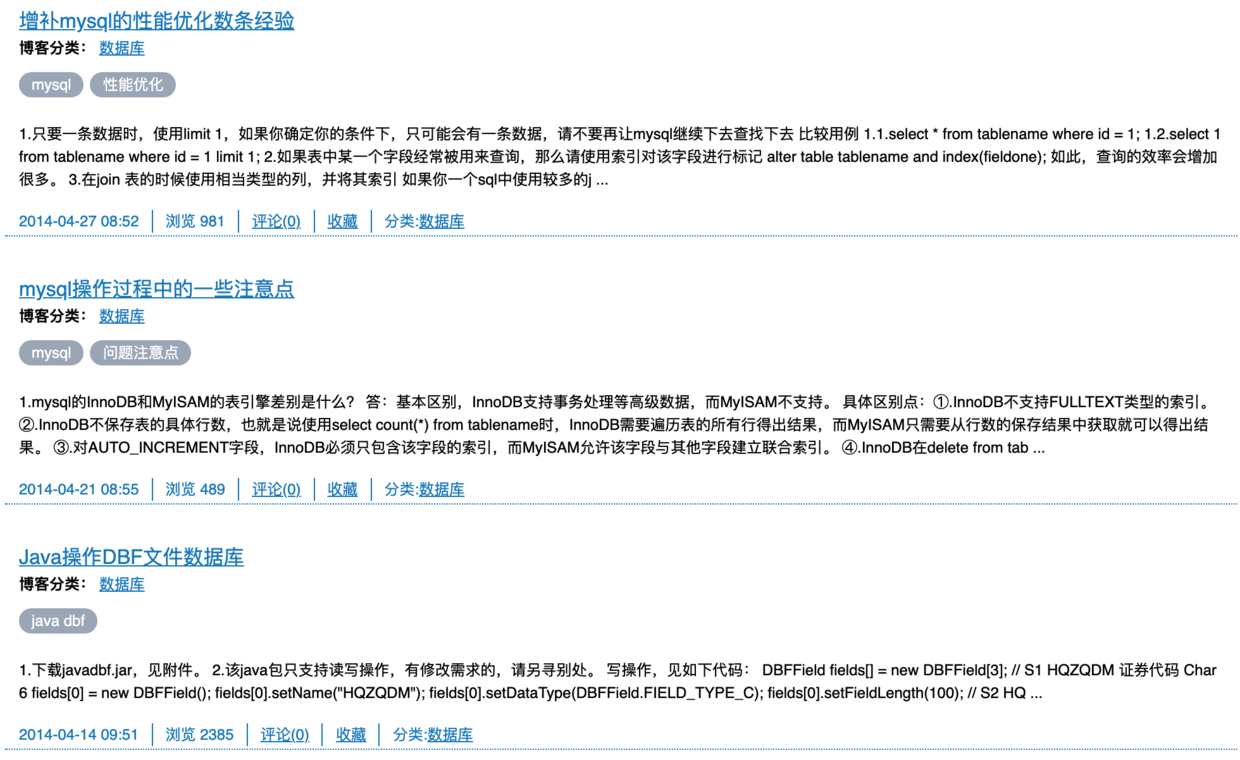 增补mysql的性能优化数条经验
博客分类： 数据库
mysql 性能优化
1.只要一条数据时，使用limit 1，如果你确定你的条件下，只可能会有一条数据，请不要再让mysql继续下去查找下去 比较用例 1.1.select * from tablename where id = 1; 1.2.select 1
from tablename where id = 1 limit 1; 2.如果表中某一个字段经常被用来查询，那么请使用索引对该字段进行标记 alter table tablename and index(fieldone); 如此，查询的效率会增加
很多。 3.在join 表的时候使用相当类型的列，并将其索引 如果你一个sql中使用较多的j ...
2014-04-27 08:52 浏览 981 评论(0) 收藏 分类:数据库
mysql操作过程中的一些注意点
博客分类： 数据库
mysql 问题注意点
1.mysql的InnoDB和MyISAM的表引擎差别是什么？ 答：基本区别，InnoDB支持事务处理等高级数据，而MyISAM不支持。 具体区别点：①.InnoDB不支持FULLTEXT类型的索引。
②.InnoDB不保存表的具体行数，也就是说使用select count(*) from tablename时，InnoDB需要遍历表的所有行得出结果，而MyISAM只需要从行数的保存结果中获取就可以得出结
果。 ③.对AUTO_INCREMENT字段，InnoDB必须只包含该字段的索引，而MyISAM允许该字段与其他字段建立联合索引。 ④.InnoDB在delete from tab ...
2014-04-21 08:55 浏览 489 评论(0) 收藏 分类:数据库
Java操作DBF文件数据库
博客分类： 数据库
java dbf
1.下载javadbf.jar，见附件。 2.该java包只支持读写操作，有修改需求的，请另寻别处。 写操作，见如下代码： DBFField fields[] = new DBFField[3]; // S1 HQZQDM 证券代码 Char
6 fields[0] = new DBFField(); fields[0].setName("HQZQDM"); fields[0].setDataType(DBFField.FIELD_TYPE_C); fields[0].setFieldLength(100); // S2 HQ ...
2014-04-14 09:51 浏览 2385 评论(0) 收藏 分类:数据库